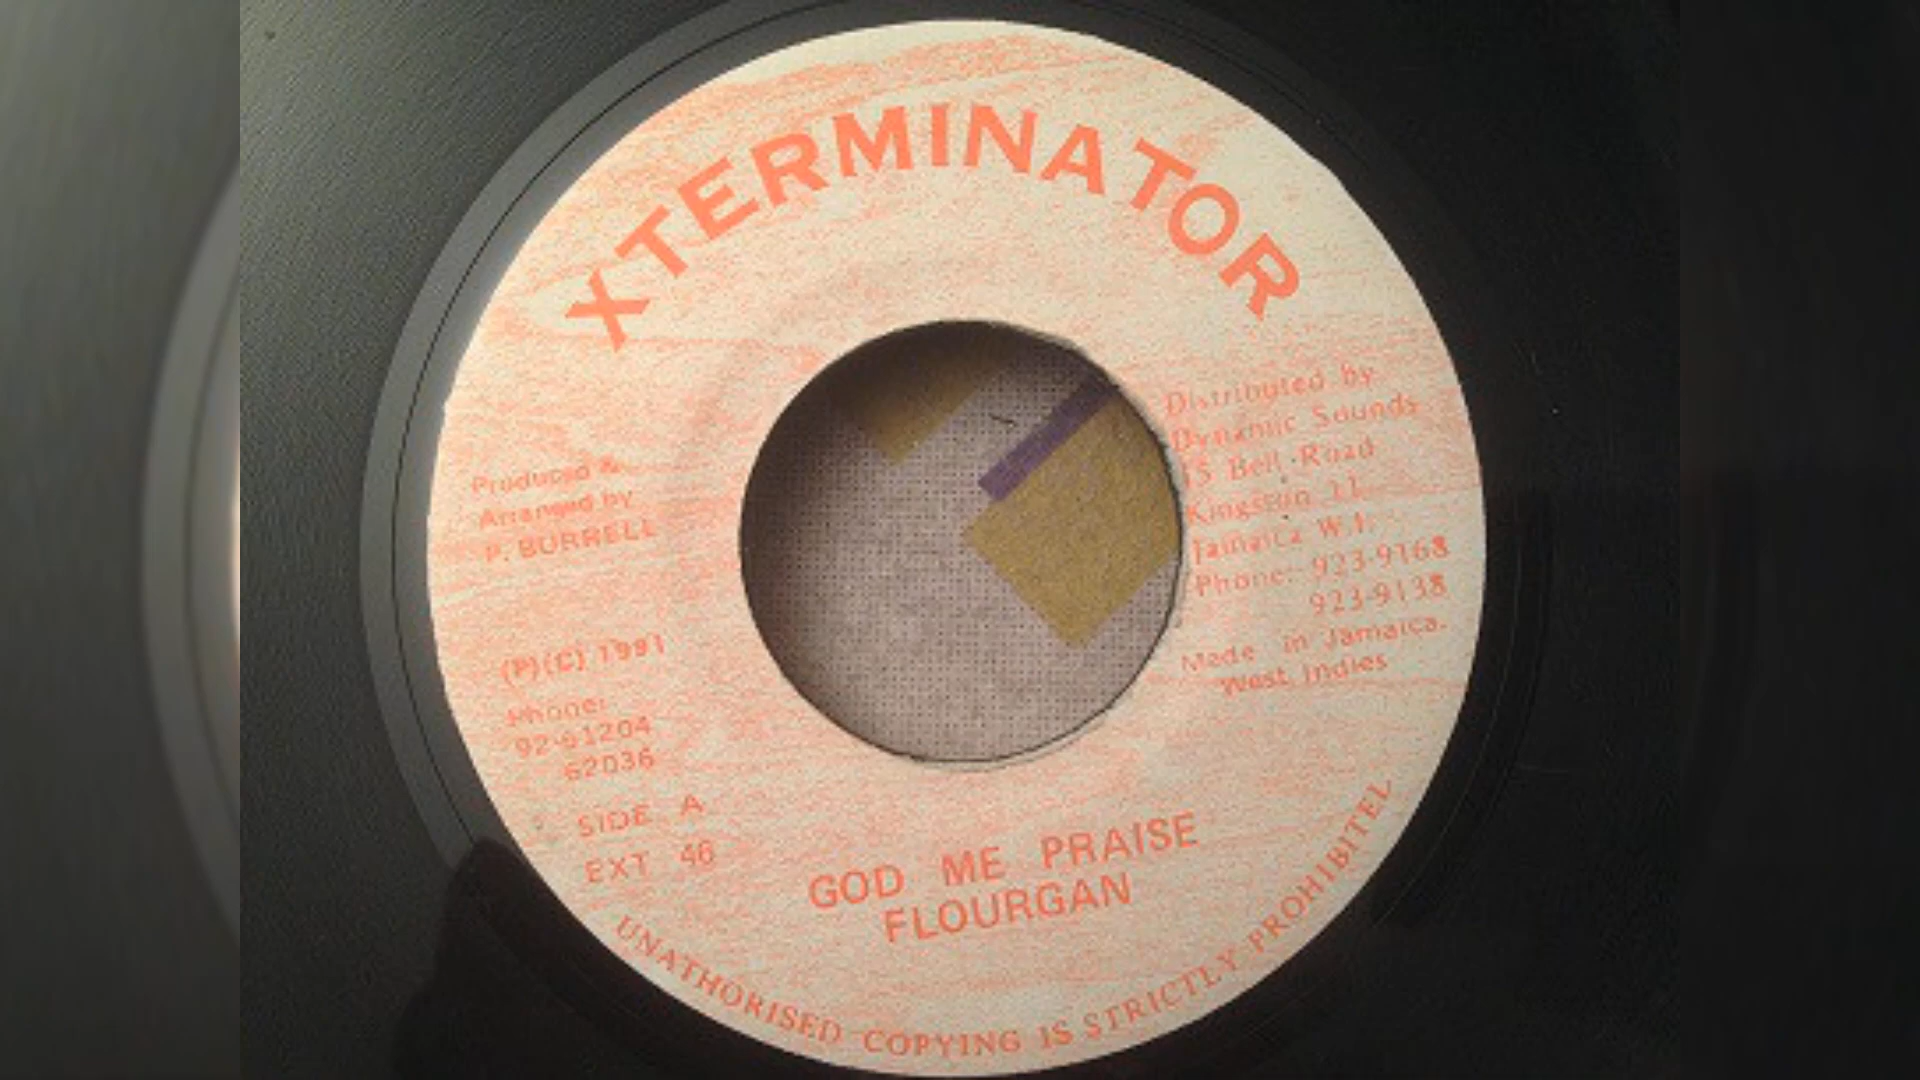 XTERMINATOR
Produced &
Arranged by
P. BURRELL
(P)(C) 1991
Phone:
92-61204
62036
SIDE A
EXT 46
Distributed by
Dynamic Sounds
15 Bell Road
Kingston 11
Jamaica W.I.
Phone: 923-9168
923-9138
Made in Jamaica.
West Indies
GOD ME PRAISE
FLOURGAN
UNATHORISED COPYING IS STRICTLY PROHIBITEL